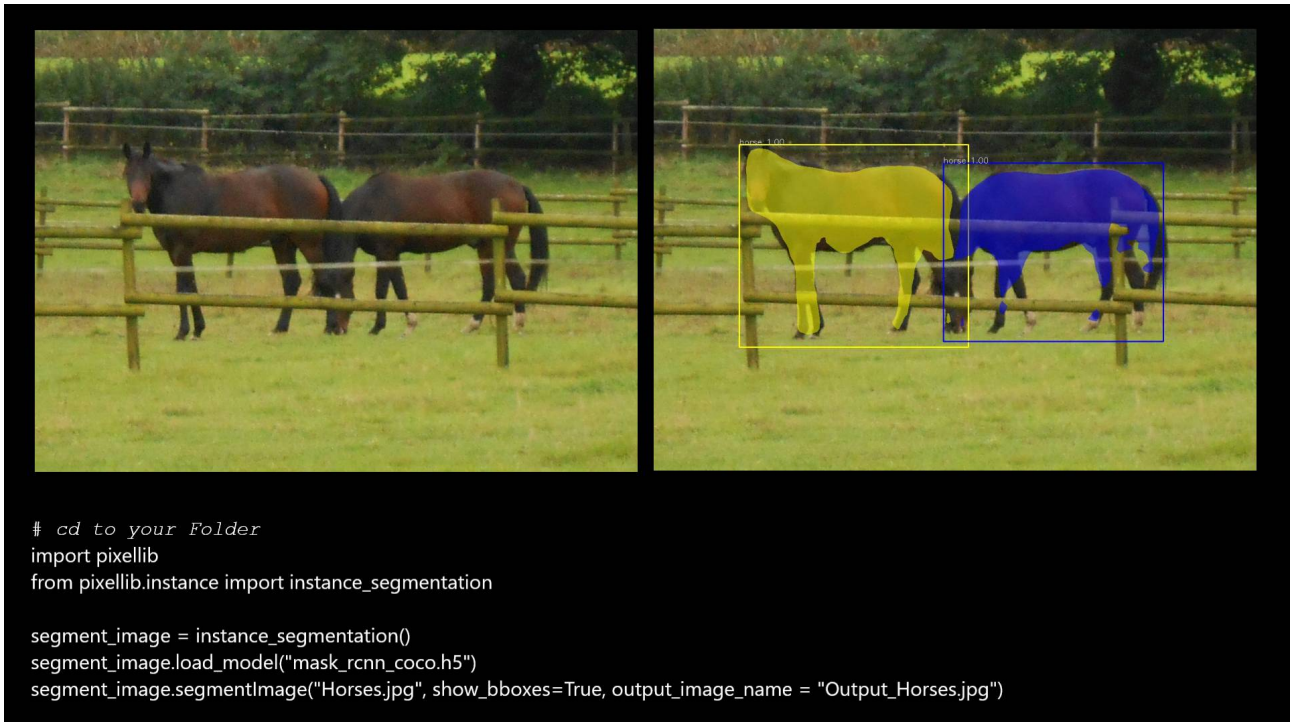 horse 1.00
horse 1.00
# cd to your Folder
import pixellib
from pixellib.instance import instance_segmentation
segment_image = instance_segmentation()
segment_image.load_model("mask_rcnn_coco.h5")
segment_image.segmentImage("Horses.jpg", show_bboxes=True, output_image_name = "Output_Horses.jpg")